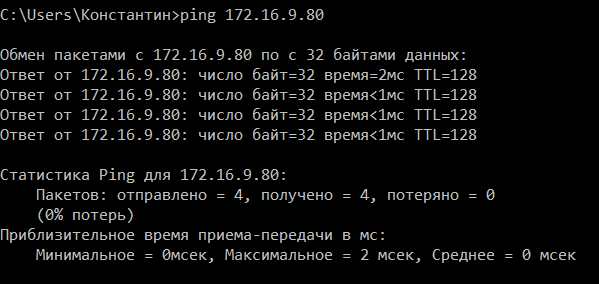 C:\Users\Константин>ping 172.16.9.80
Обмен пакетами с 172.16.9.80 по с 32 байтами данных:
Ответ от 172.16.9.80: число байт=32 время=2мс TTL=128
Ответ от 172.16.9.80: число байт=32 время<1мс TTL=128
Ответ от 172.16.9.80: число байт=32 время<1мс TTL=128
Ответ от 172.16.9.80: число байт=32 время<1мс TTL=128
Статистика Ping для 172.16.9.80:
Пакетов: отправлено = 4, получено = 4, потеряно = 0
(0% потерь)
Приблизительное время приема-передачи в мс:
Минимальное = 0мсек, Максимальное = 2 мсек, Среднее = 0 мсек